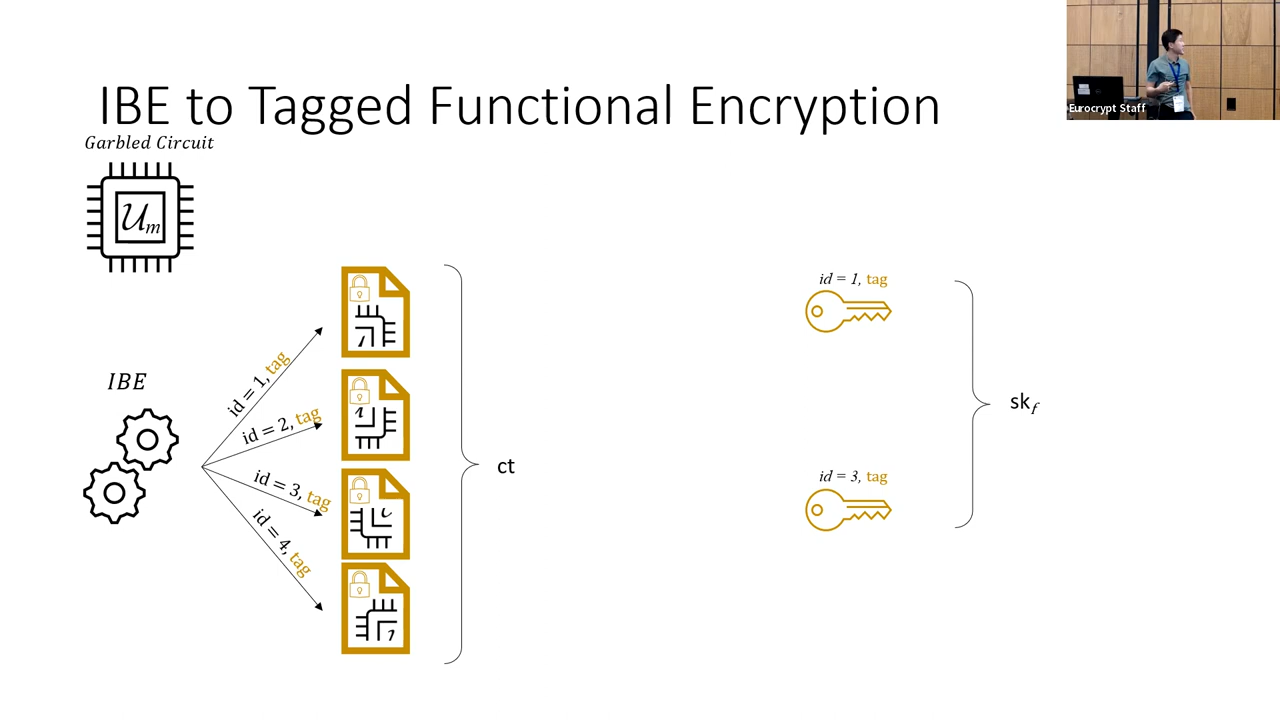 IBE to Tagged Functional Encryption
Garbled Circuit
𝒰m
IBE
id = 1, tag
id = 2, tag
id = 3, tag
id = 4, tag
ct
id = 1, tag
id = 3, tag
skf
Eurocrypt Staff